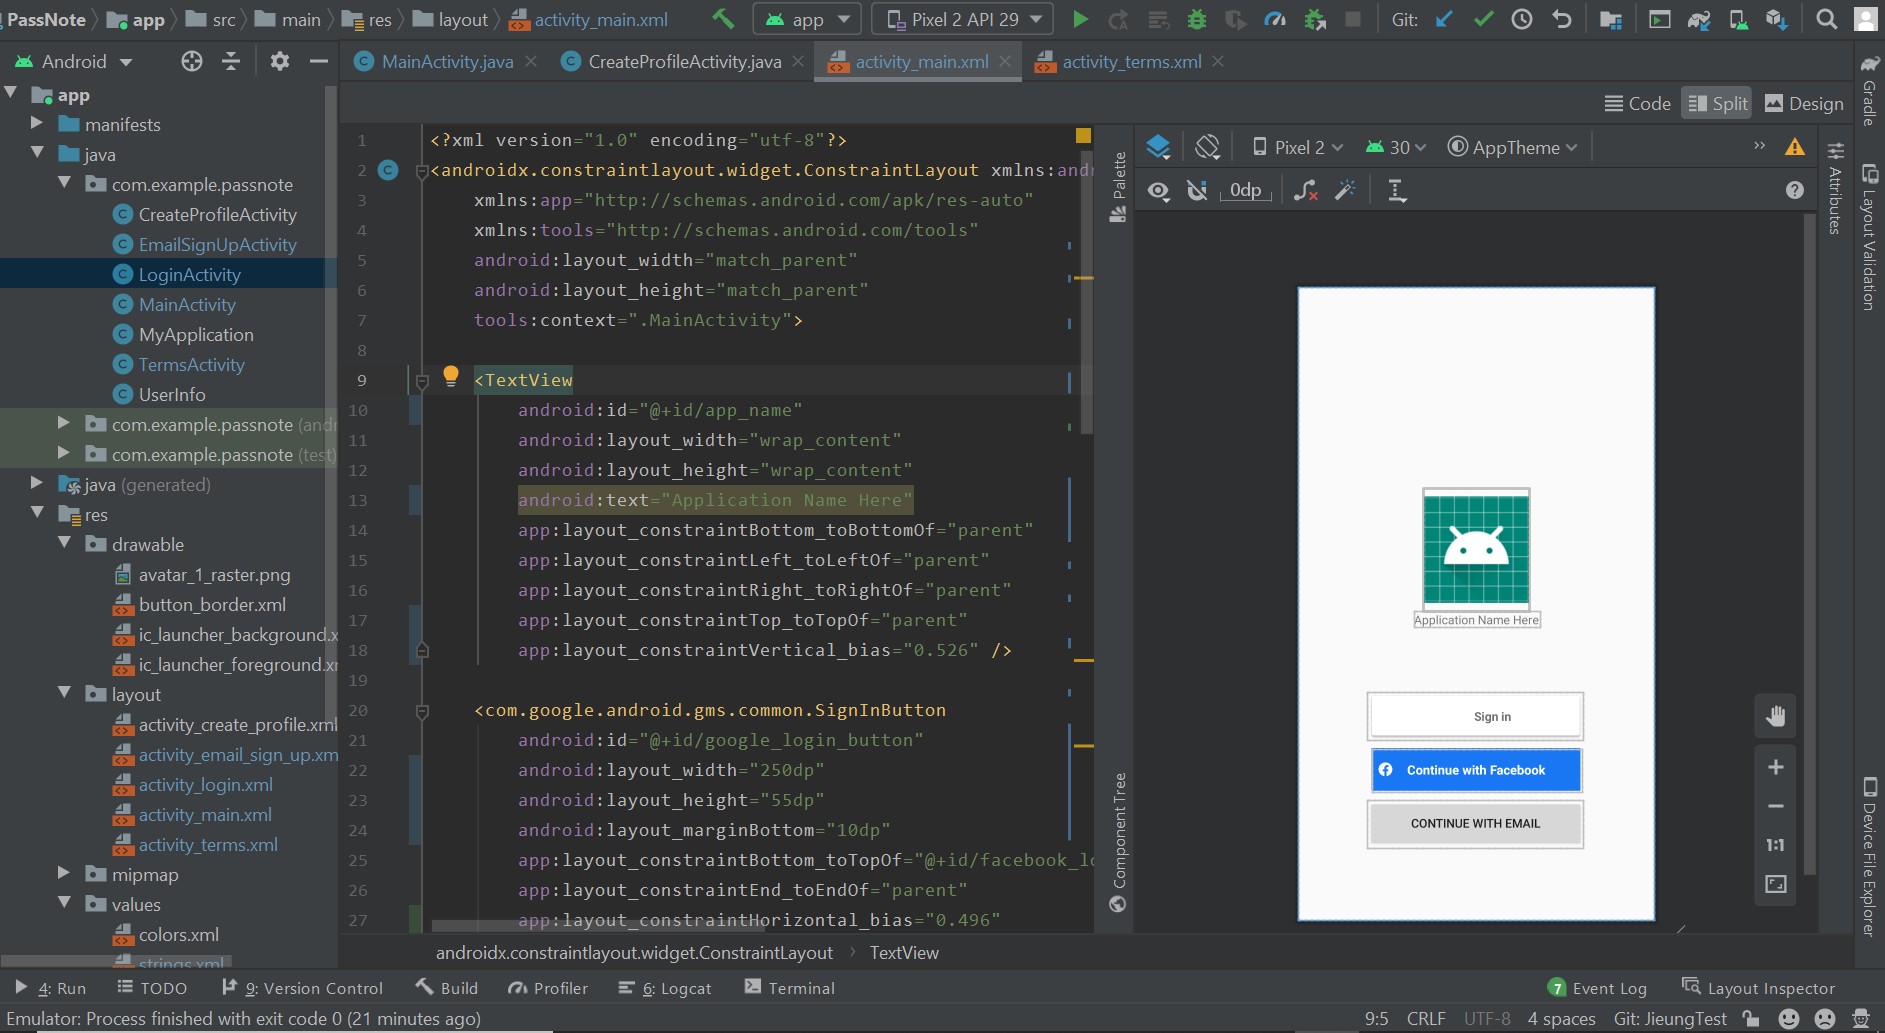 PassNote app src main res layout activity_main.xml app Pixel 2 API 29 Git:
Android
MainActivity.java CreateProfileActivity.java activity_main.xml activity_terms.xml
Code Split Design
app
manifests
java
com.example.passnote
CreateProfileActivity
EmailSignUpActivity
LoginActivity
MainActivity
MyApplication
TermsActivity
UserInfo
com.example.passnote (andr
com.example.passnote (test)
java (generated)
res
drawable
avatar_1_raster.png
button_border.xml
ic_launcher_background.x
ic_launcher_foreground.xr
layout
activity_create_profile.xml
activity_email_sign_up.xm
activity_login.xml
activity_main.xml
activity_terms.xml
mipmap
values
colors.xml
strings.xml
1 <?xml version="1.0" encoding="utf-8"?>
2 <androidx.constraintlayout.widget.ConstraintLayout xmlns:andr
3 xmlns:app="http://schemas.android.com/apk/res-auto"
4 xmlns:tools="http://schemas.android.com/tools"
5 android:layout_width="match_parent"
6 android:layout_height="match_parent"
7 tools:context=".MainActivity">
8
9 <TextView
10 android:id="@+id/app_name"
11 android:layout_width="wrap_content"
12 android:layout_height="wrap_content"
13 android:text="Application Name Here"
14 app:layout_constraintBottom_toBottomOf="parent"
15 app:layout_constraintLeft_toLeftOf="parent"
16 app:layout_constraintRight_toRightOf="parent"
17 app:layout_constraintTop_toTopOf="parent"
18 app:layout_constraintVertical_bias="0.526" />
19
20 <com.google.android.gms.common.SignInButton
21 android:id="@+id/google_login_button"
22 android:layout_width="250dp"
23 android:layout_height="55dp"
24 android:layout_marginBottom="10dp"
25 app:layout_constraintBottom_toTopOf="@+id/facebook_lo
26 app:layout_constraintEnd_toEndOf="parent"
27 app:layout_constraintHorizontal_bias="0.496"
androidx.constraintlayout.widget.ConstraintLayout TextView
Palette
Component Tree
Pixel 2 30 AppTheme
0dp
Application Name Here
Sign in
Continue with Facebook
CONTINUE WITH EMAIL
1:1
Attributes
Gradle
Layout Validation
Device File Explorer
4: Run TODO 9: Version Control Build Profiler 6: Logcat Terminal 7 Event Log Layout Inspector
Emulator: Process finished with exit code 0 (21 minutes ago) 9:5 CRLF UTF-8 4 spaces Git: JieungTest